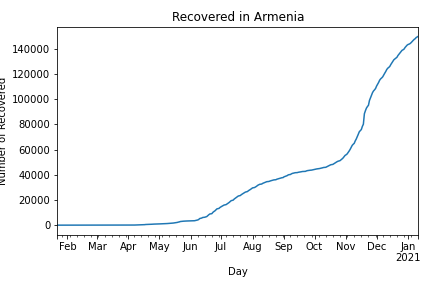 Recovered in Armenia
Number of Recovered
140000
120000
100000
80000
60000
40000
20000
0
Feb Mar Apr May Jun Jul Aug Sep Oct Nov Dec Jan
2021
Day